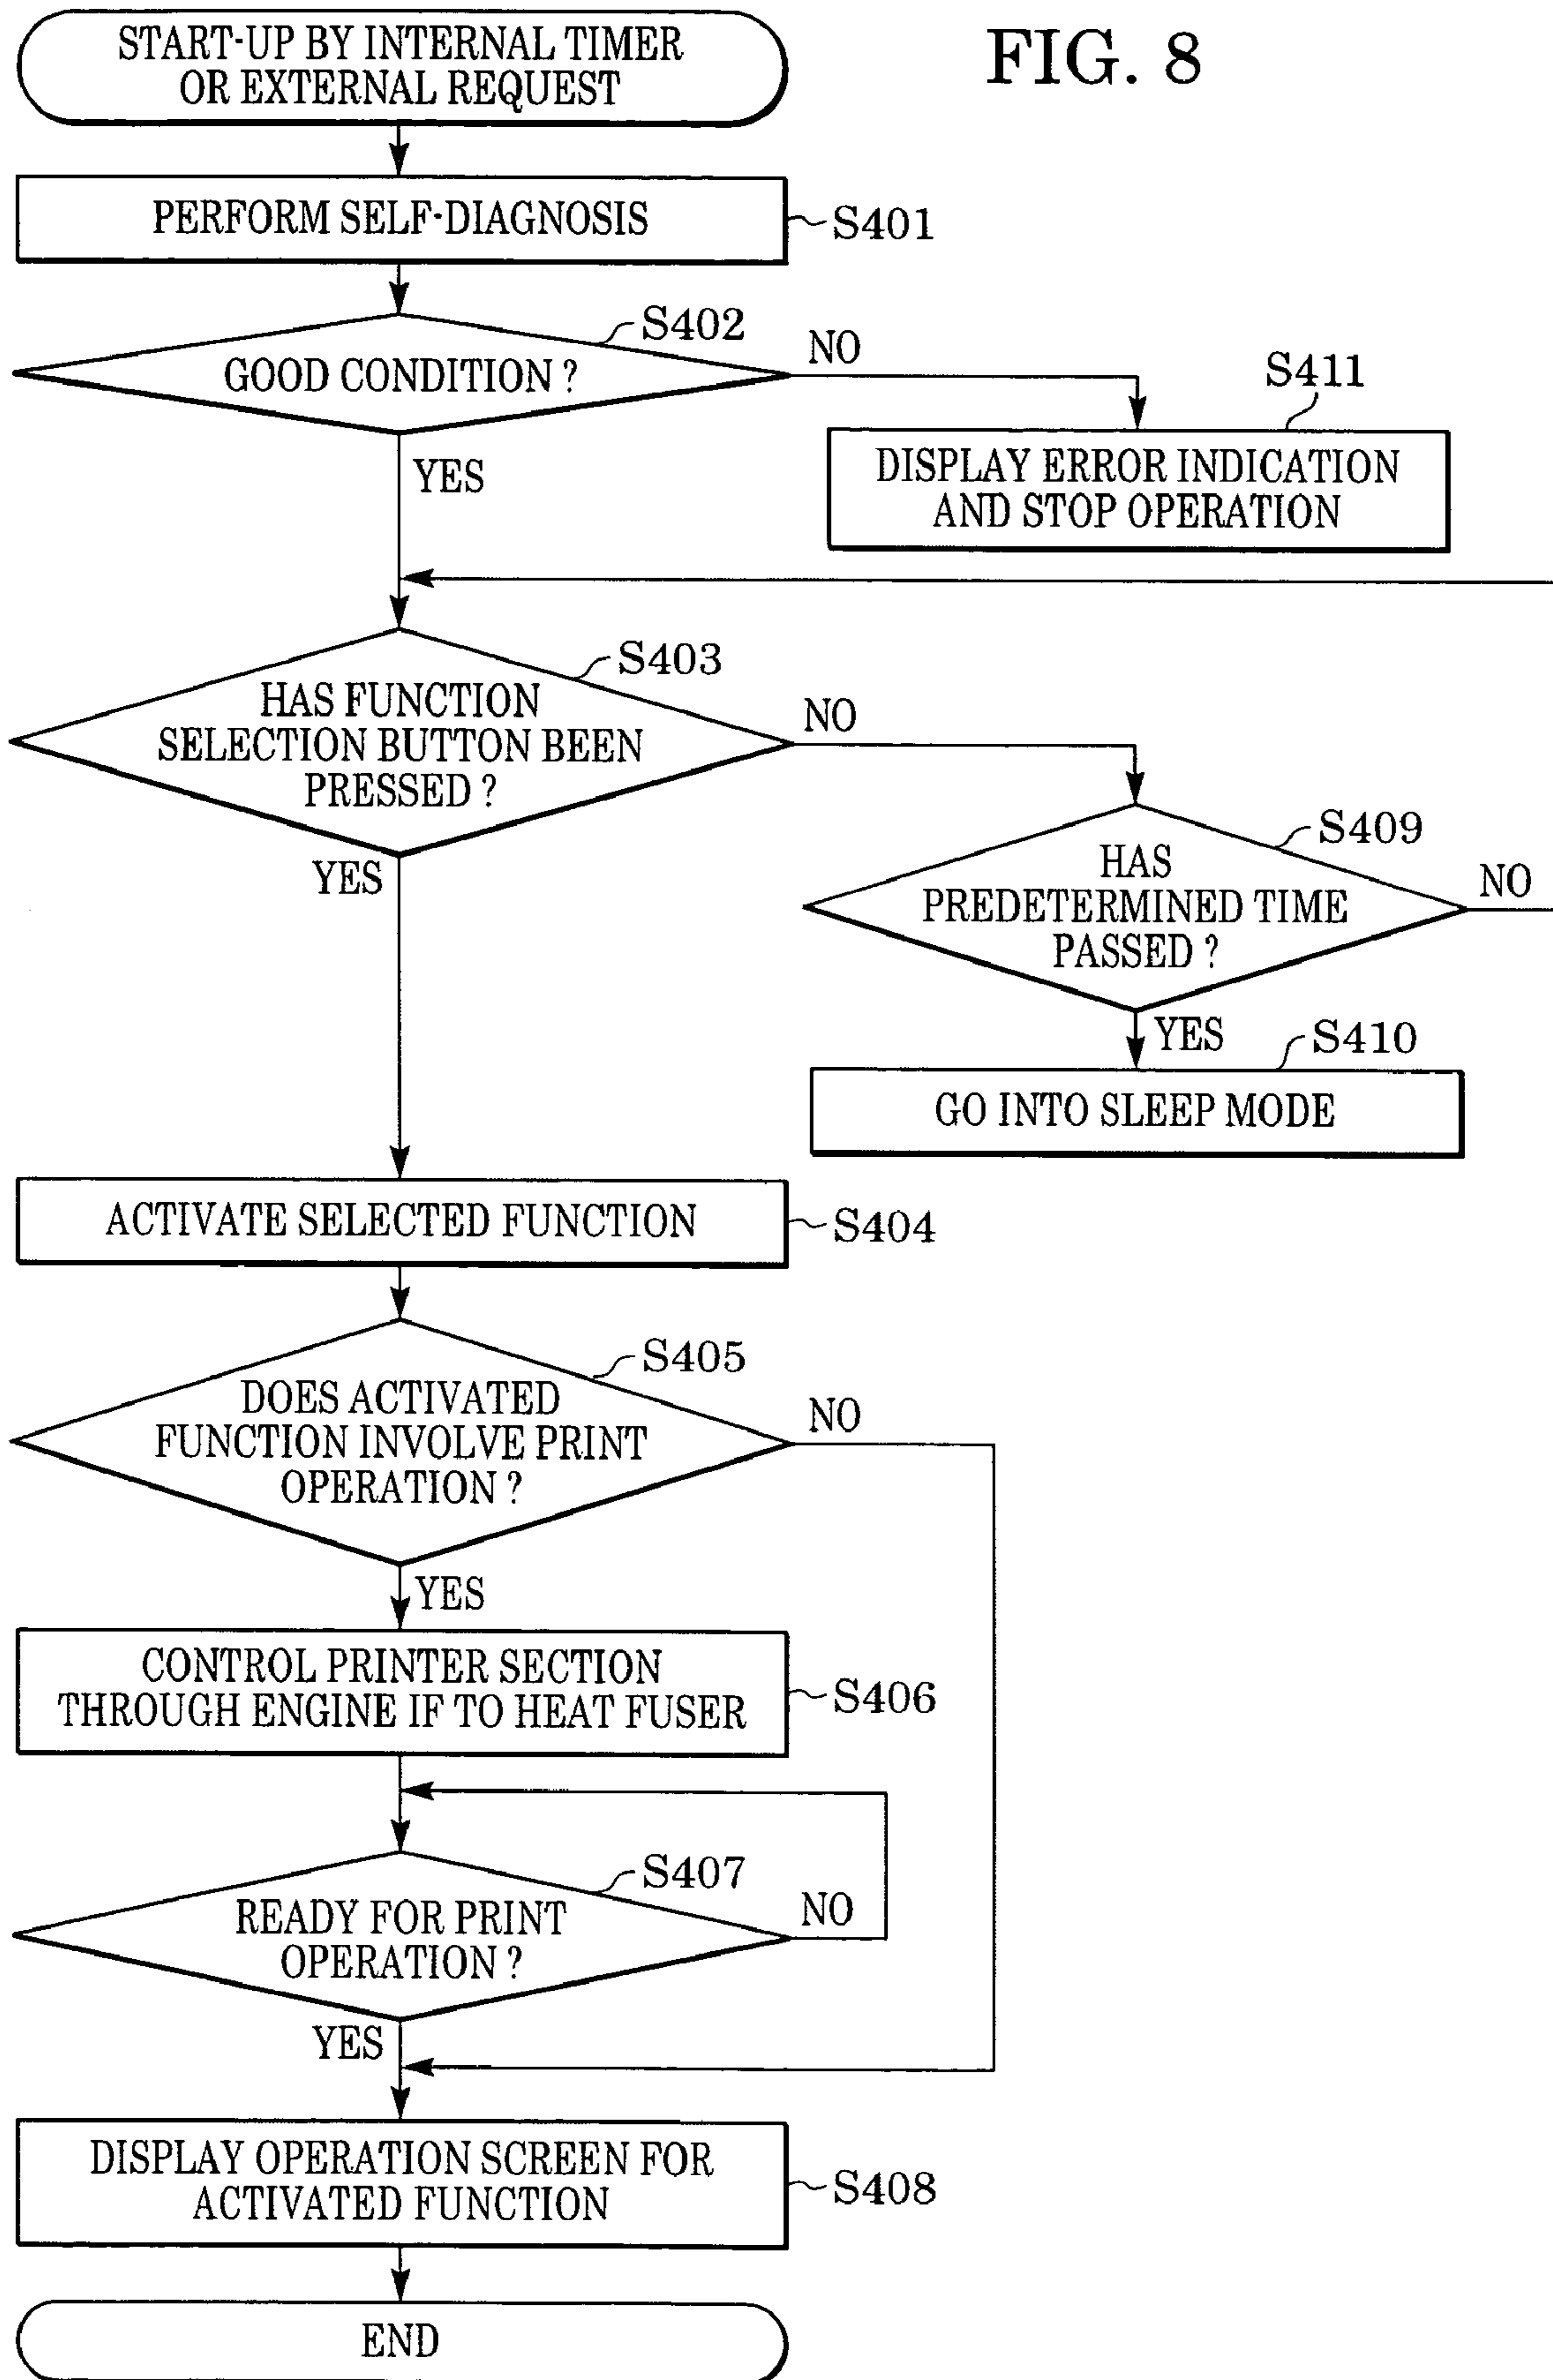 FIG. 8
START-UP BY INTERNAL TIMER
OR EXTERNAL REQUEST
PERFORM SELF-DIAGNOSIS
S401
S402
GOOD CONDITION ?
NO
YES
S411
DISPLAY ERROR INDICATION
AND STOP OPERATION
S403
HAS FUNCTION
SELECTION BUTTON BEEN
PRESSED ?
NO
YES
S409
HAS
PREDETERMINED TIME
PASSED ?
NO
YES
S410
GO INTO SLEEP MODE
ACTIVATE SELECTED FUNCTION
S404
S405
DOES ACTIVATED
FUNCTION INVOLVE PRINT
OPERATION ?
NO
YES
CONTROL PRINTER SECTION
THROUGH ENGINE IF TO HEAT FUSER
S406
S407
READY FOR PRINT
OPERATION ?
NO
YES
DISPLAY OPERATION SCREEN FOR
ACTIVATED FUNCTION
S408
END